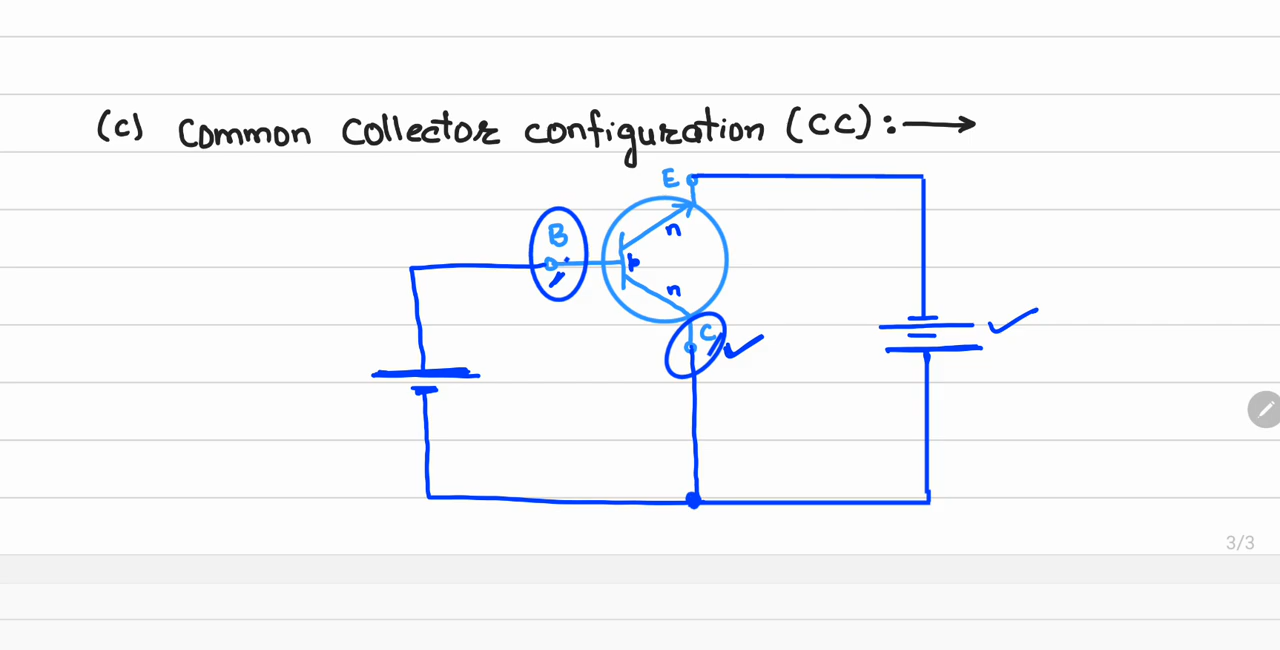 (c) Common Collector configuration (CC):→
E
B
n
p
n
C
3/3